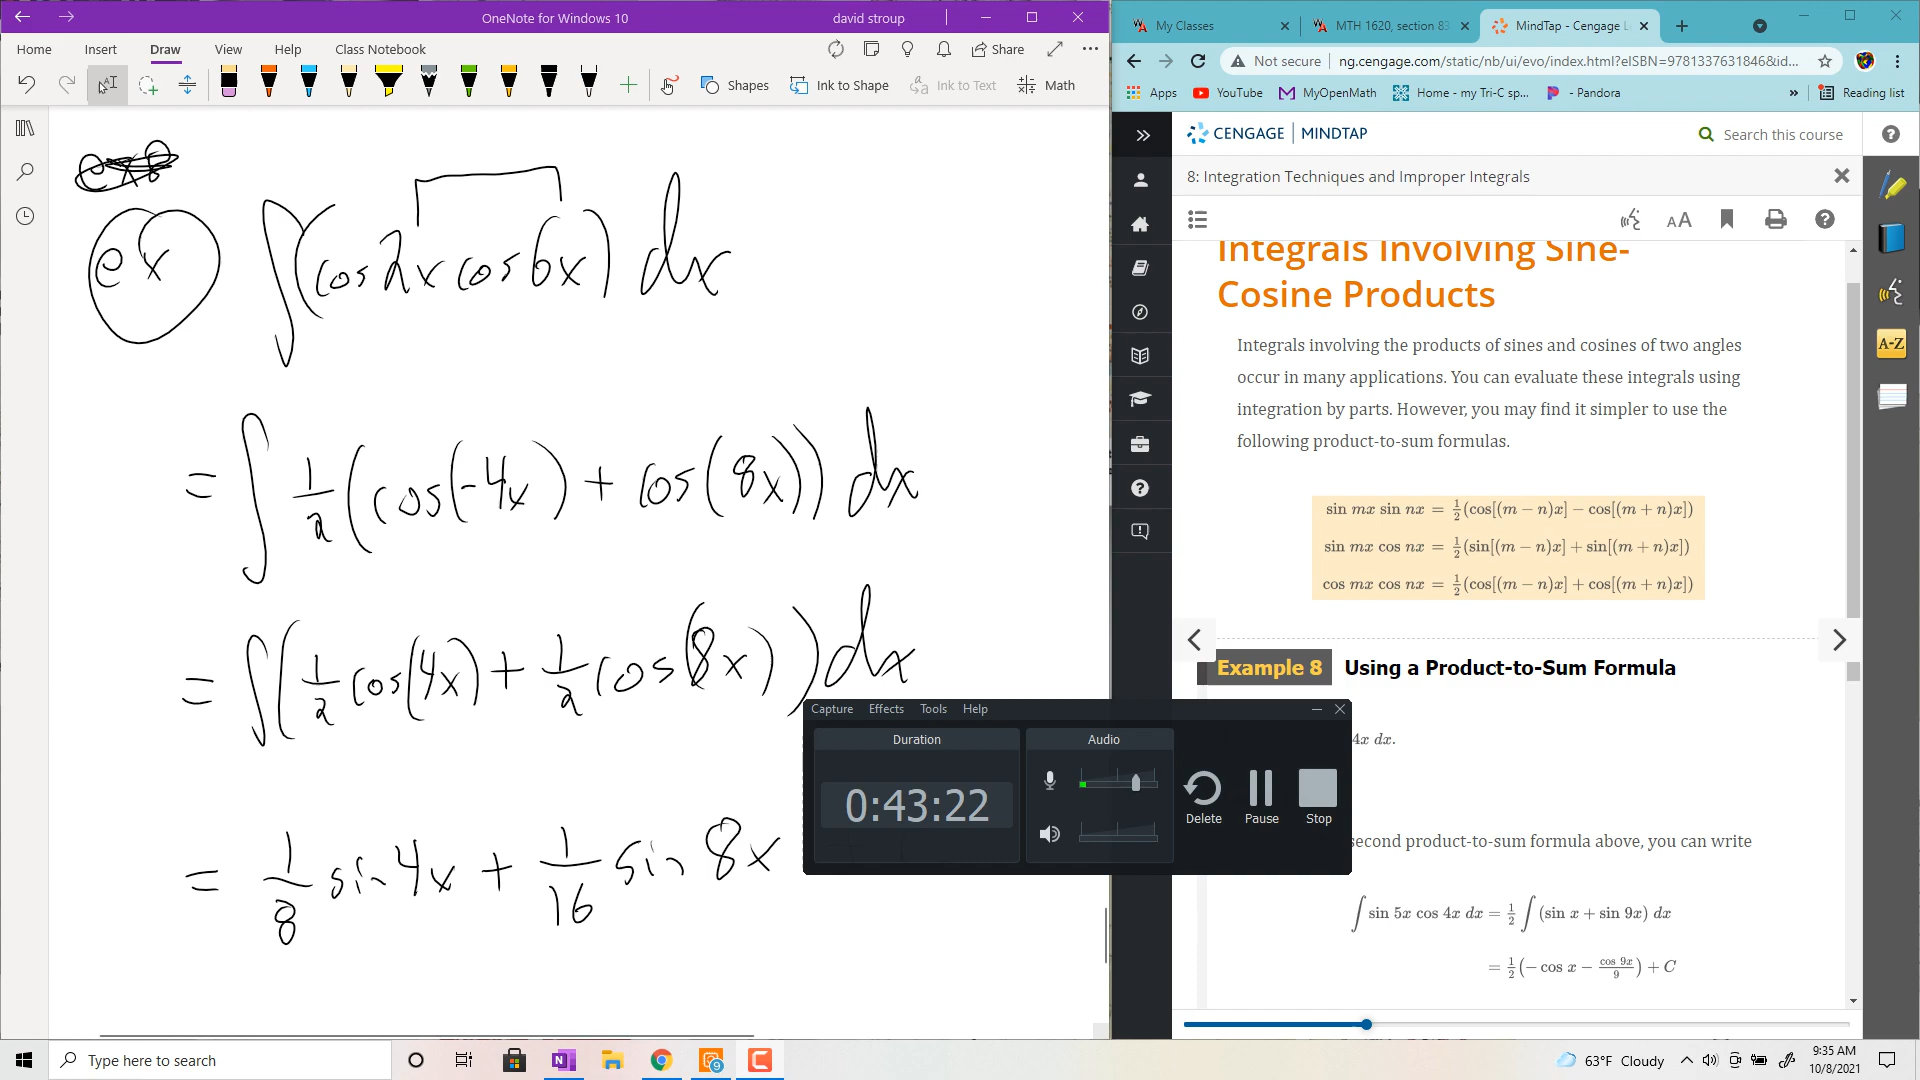 OneNote for Windows 10
david stroup
Home Insert Draw View Help Class Notebook
Share
Shapes
Ink to Shape
Ink to Text
Math
ex
∫(cos2x cos6x) dx
= ∫ 1/2 (cos(-4x) + cos(8x)) dx
= ∫(1/2 cos(4x) + 1/2 cos(8x)) dx
= 1/8 sin 4x + 1/16 sin 8x
My Classes
MTH 1620, section 83
MindTap - Cengage L
Not secure
ng.cengage.com/static/nb/ui/evo/index.html?eISBN=9781337631846&id...
Apps YouTube MyOpenMath Home - my Tri-C sp... - Pandora » Reading list
CENGAGE | MINDTAP
Search this course
8: Integration Techniques and Improper Integrals
AA
A-Z
Integrals Involving Sine-
Cosine Products
Integrals involving the products of sines and cosines of two angles
occur in many applications. You can evaluate these integrals using
integration by parts. However, you may find it simpler to use the
following product-to-sum formulas.
sin mx sin nx = 1/2 (cos[(m − n)x] − cos[(m + n)x])
sin mx cos nx = 1/2 (sin[(m − n)x] + sin[(m + n)x])
cos mx cos nx = 1/2 (cos[(m − n)x] + cos[(m + n)x])
Example 8 Using a Product-to-Sum Formula
4x dx.
second product-to-sum formula above, you can write
∫ sin 5x cos 4x dx = 1/2 ∫ (sin x + sin 9x) dx
= 1/2 (− cos x − cos 9x/9) + C
Capture Effects Tools Help
Duration
0:43:22
Audio
Delete
Pause
Stop
Type here to search
9
63°F Cloudy
9:35 AM
10/8/2021